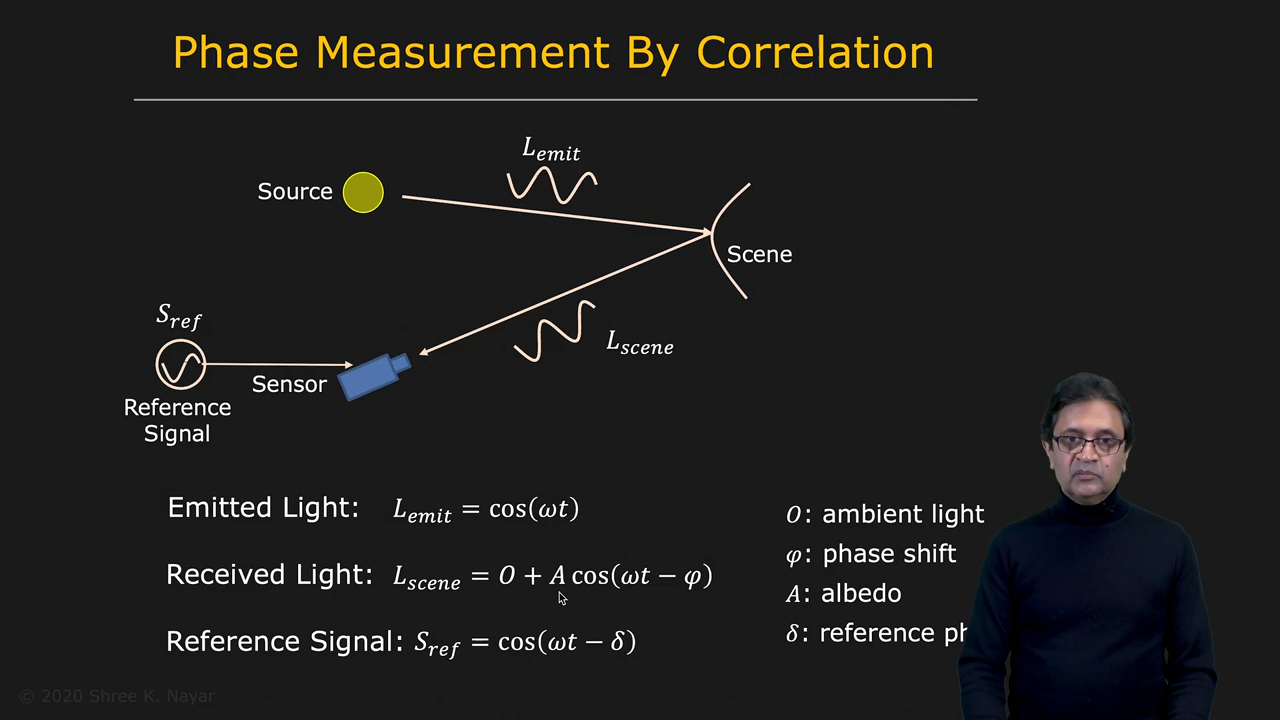 Phase Measurement By Correlation
L_emit
Source
Scene
S_ref
L_scene
Sensor
Reference
Signal
Emitted Light: L_emit = cos(ωt)
Received Light: L_scene = O + A cos(ωt − φ)
Reference Signal: S_ref = cos(ωt − δ)
O: ambient light
φ: phase shift
A: albedo
δ: reference
© 2020 Shree K. Nayar